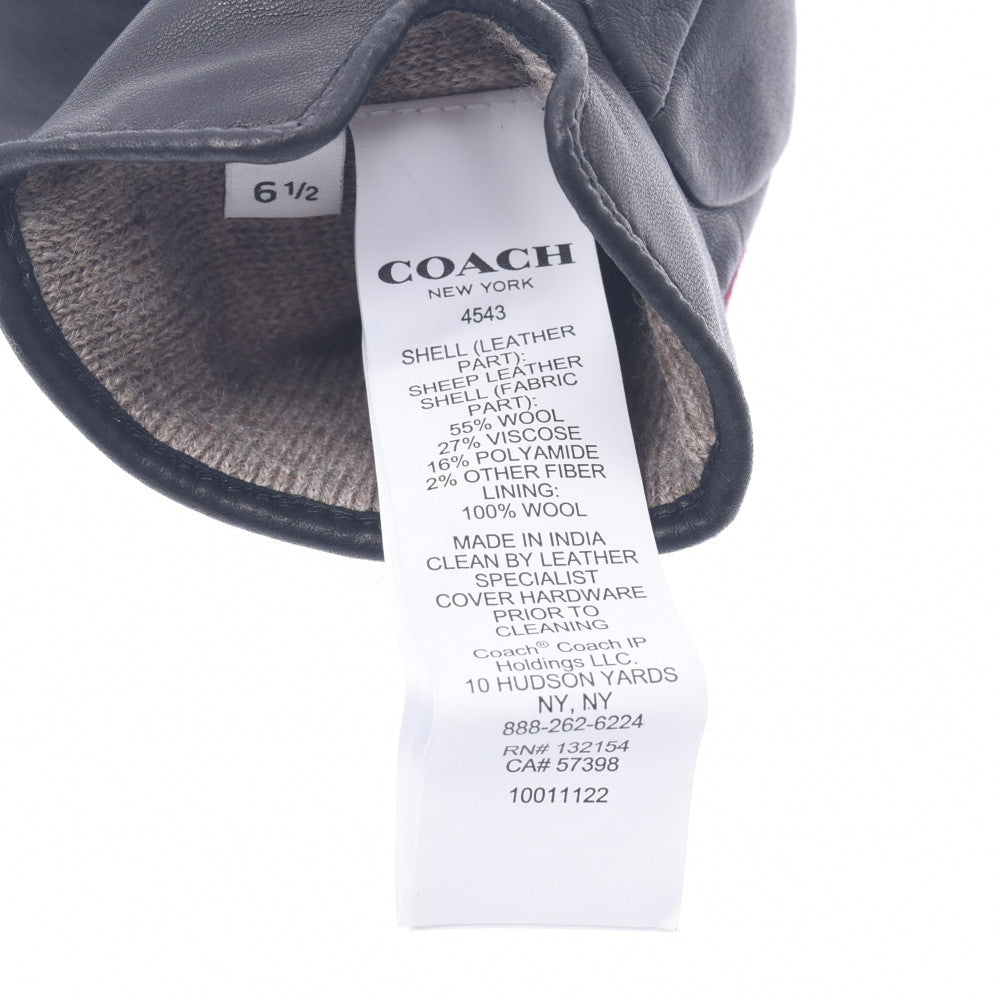 6 1/2
COACH
NEW YORK
4543
SHELL (LEATHER
PART):
SHEEP LEATHER
SHELL (FABRIC
PART):
55% WOOL
27% VISCOSE
16% POLYAMIDE
2% OTHER FIBER
LINING:
100% WOOL
MADE IN INDIA
CLEAN BY LEATHER
SPECIALIST
COVER HARDWARE
PRIOR TO
CLEANING
Coach® Coach IP
Holdings LLC.
10 HUDSON YARDS
NY, NY
888-262-6224
RN# 132154
CA# 57398
10011122